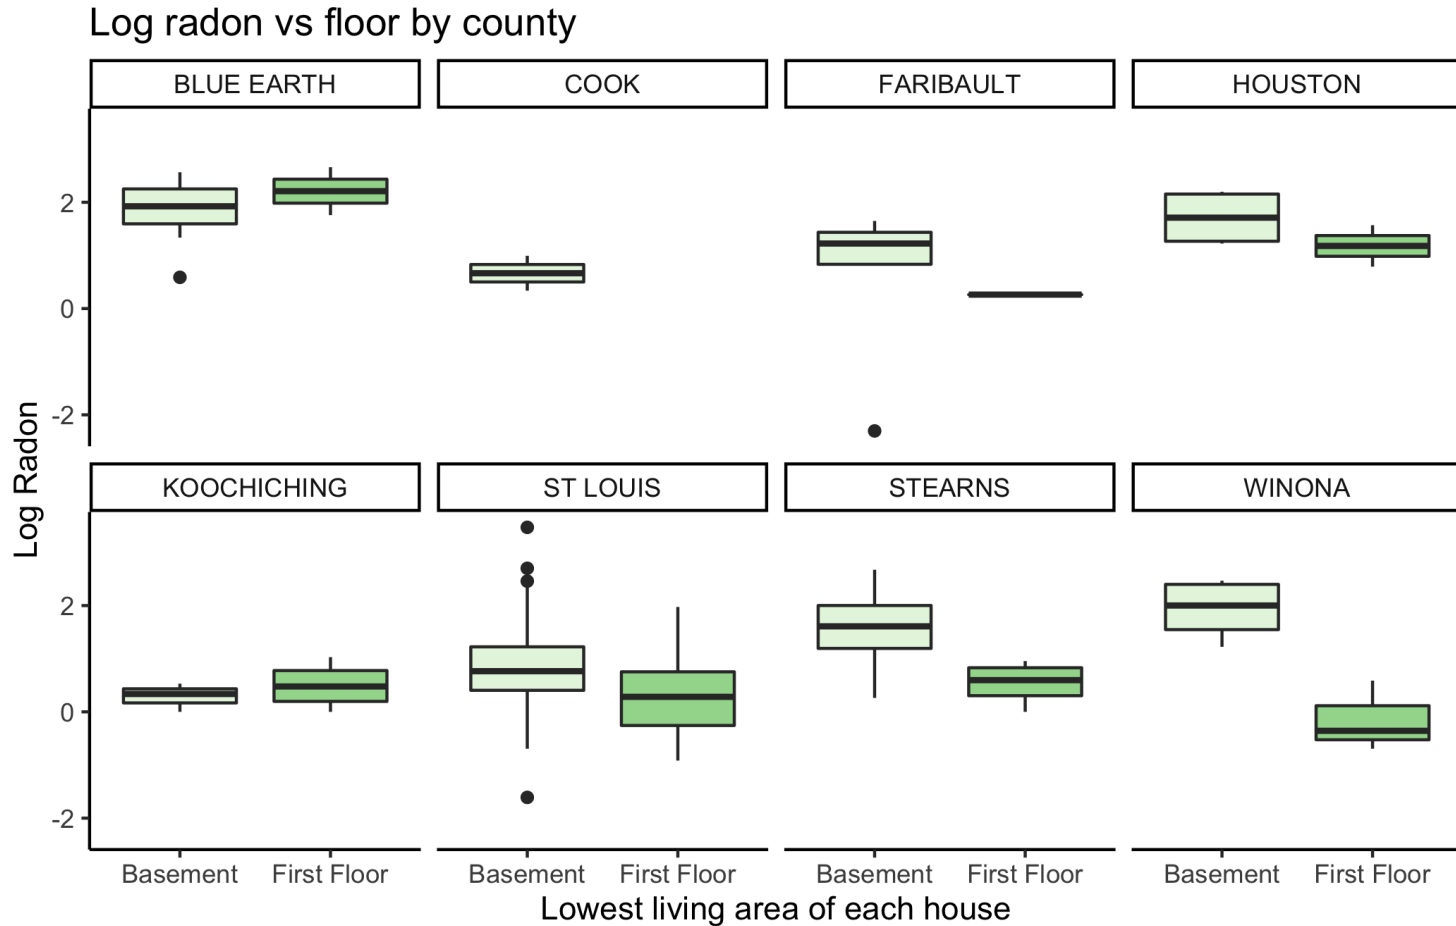 Log radon vs floor by county
BLUE EARTH
COOK
FARIBAULT
HOUSTON
2
0
-2
Log Radon
KOOCHICHING
ST LOUIS
STEARNS
WINONA
2
0
-2
Basement First Floor
Basement First Floor
Basement First Floor
Basement First Floor
Lowest living area of each house